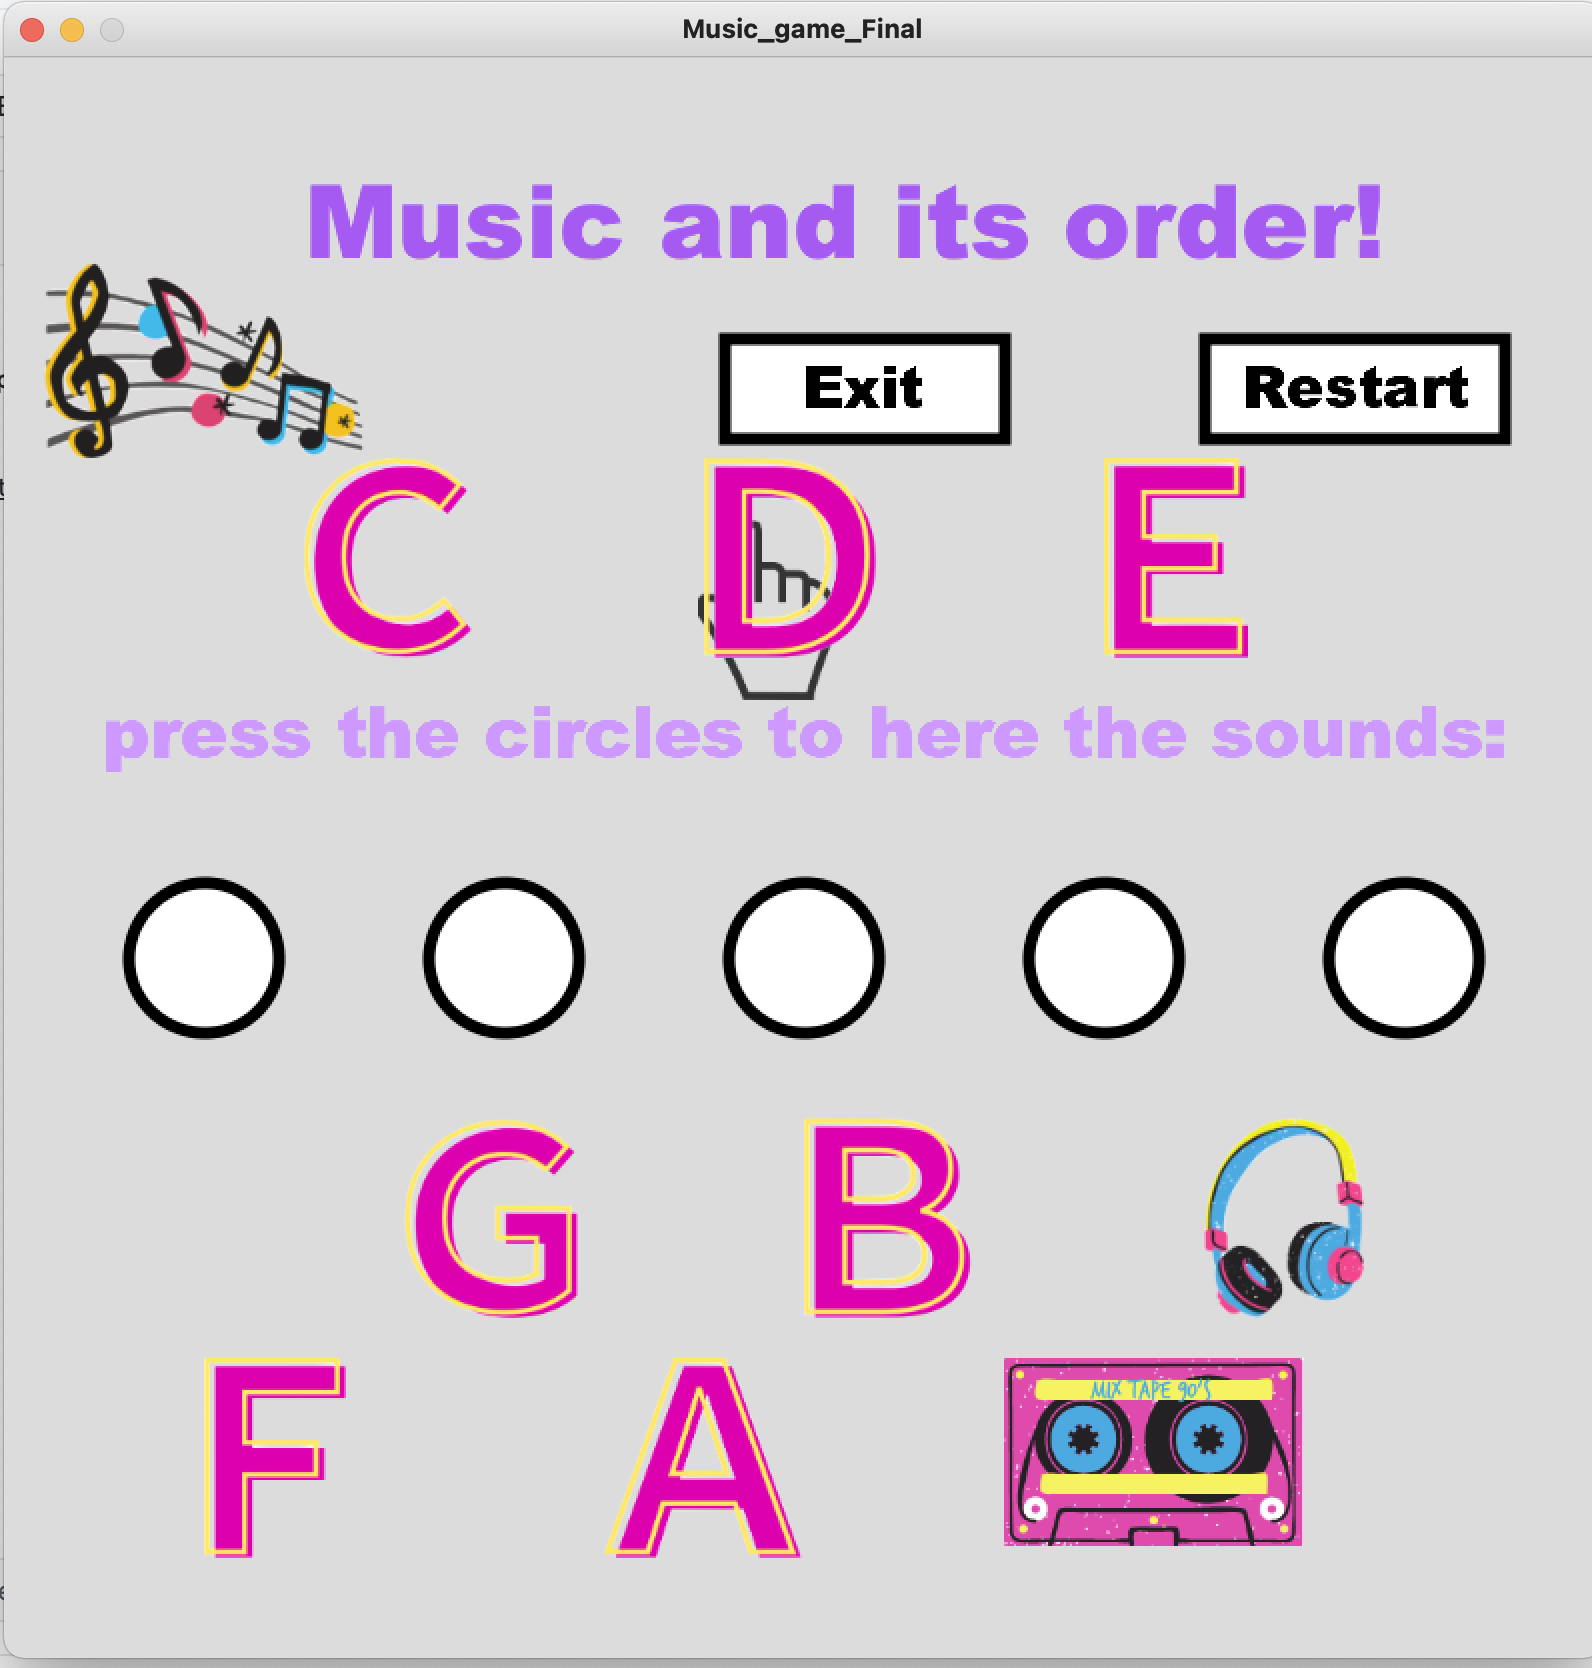 Music_game_Final
Music and its order!
Exit Restart
C D E
press the circles to here the sounds:
G B
F A
MIX TAPE 90'S